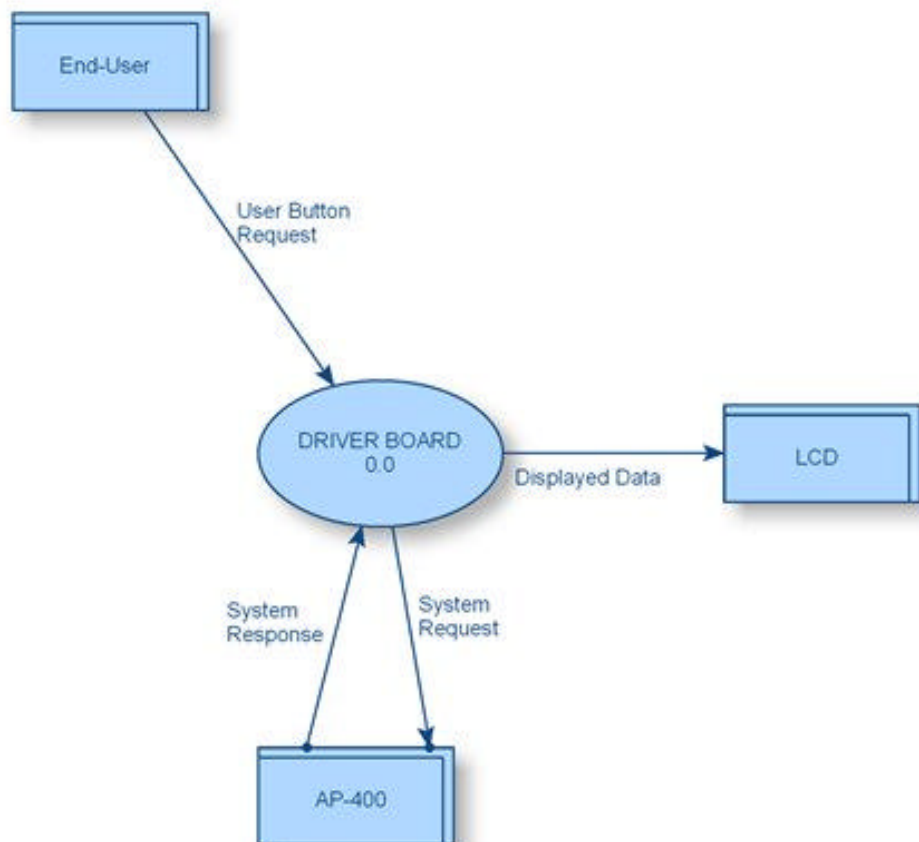 End-User
User Button
Request
DRIVER BOARD
0.0
Displayed Data
LCD
System
Response
System
Request
AP-400